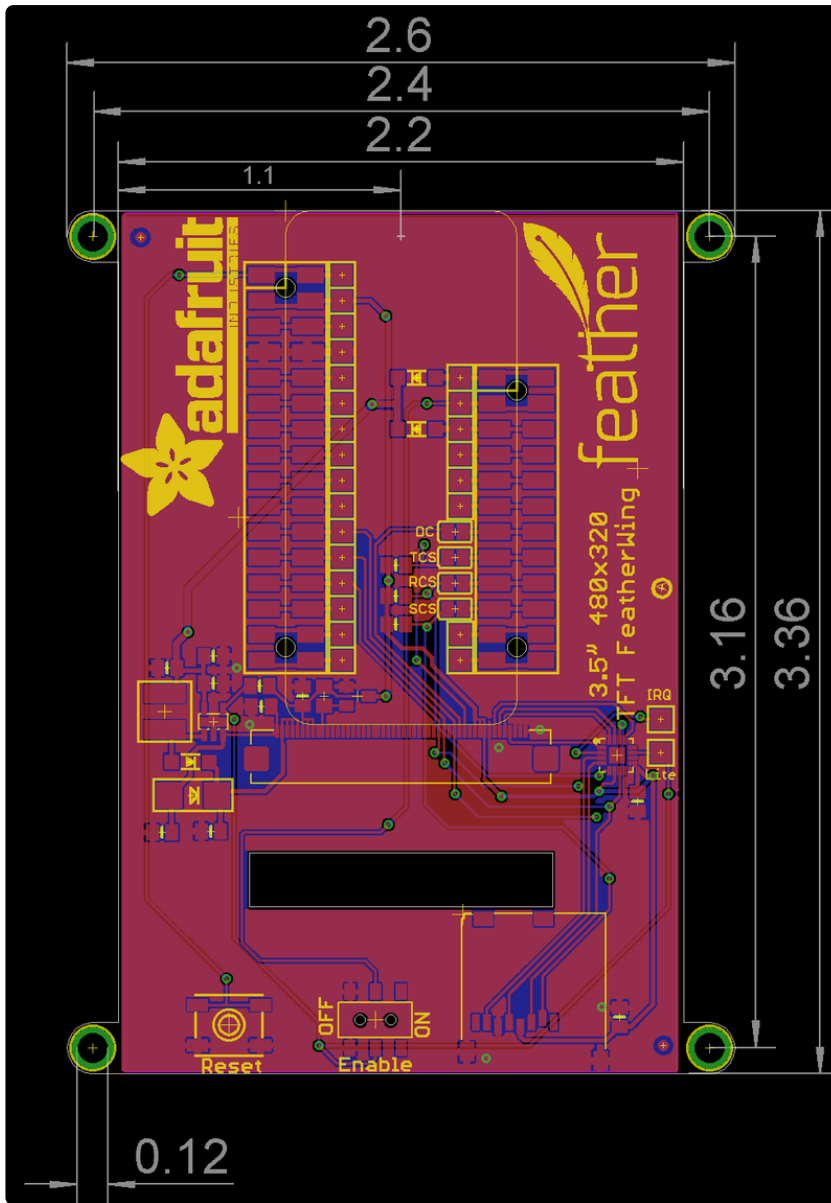 2.6
2.4
2.2
1.1
adafruit
INDUSTRIES
feather
DC
TCS
RCS
SCS
3.5" 480x320
TFT FeatherWing
A
3.16
3.36
IRQ
Lite
OFF
ON
Reset
Enable
0.12